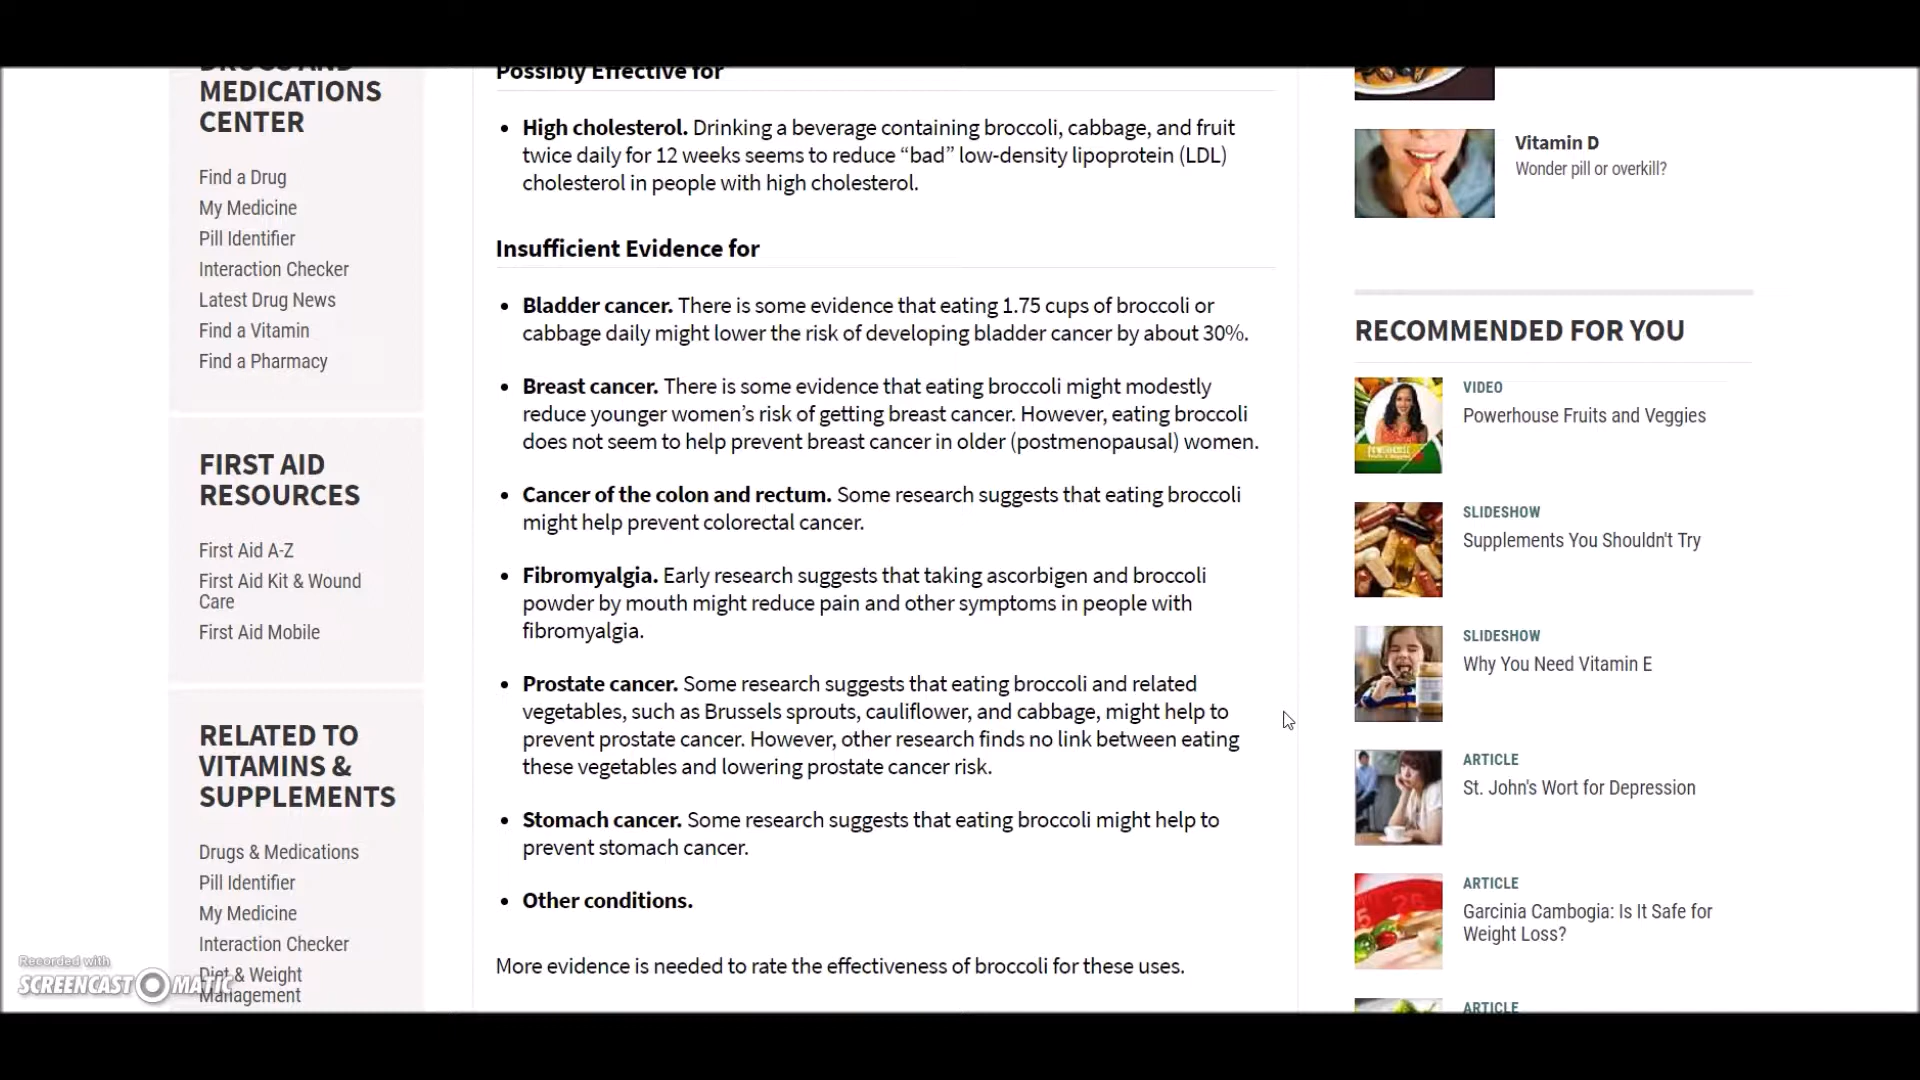 DRUGS AND
MEDICATIONS
CENTER
Find a Drug
My Medicine
Pill Identifier
Interaction Checker
Latest Drug News
Find a Vitamin
Find a Pharmacy
FIRST AID
RESOURCES
First Aid A-Z
First Aid Kit & Wound
Care
First Aid Mobile
RELATED TO
VITAMINS &
SUPPLEMENTS
Drugs & Medications
Pill Identifier
My Medicine
Interaction Checker
Diet & Weight
Management
Possibly Effective for
• High cholesterol. Drinking a beverage containing broccoli, cabbage, and fruit
twice daily for 12 weeks seems to reduce “bad” low-density lipoprotein (LDL)
cholesterol in people with high cholesterol.
Insufficient Evidence for
• Bladder cancer. There is some evidence that eating 1.75 cups of broccoli or
cabbage daily might lower the risk of developing bladder cancer by about 30%.
• Breast cancer. There is some evidence that eating broccoli might modestly
reduce younger women’s risk of getting breast cancer. However, eating broccoli
does not seem to help prevent breast cancer in older (postmenopausal) women.
• Cancer of the colon and rectum. Some research suggests that eating broccoli
might help prevent colorectal cancer.
• Fibromyalgia. Early research suggests that taking ascorbigen and broccoli
powder by mouth might reduce pain and other symptoms in people with
fibromyalgia.
• Prostate cancer. Some research suggests that eating broccoli and related
vegetables, such as Brussels sprouts, cauliflower, and cabbage, might help to
prevent prostate cancer. However, other research finds no link between eating
these vegetables and lowering prostate cancer risk.
• Stomach cancer. Some research suggests that eating broccoli might help to
prevent stomach cancer.
• Other conditions.
More evidence is needed to rate the effectiveness of broccoli for these uses.
Vitamin D
Wonder pill or overkill?
RECOMMENDED FOR YOU
VIDEO
Powerhouse Fruits and Veggies
SLIDESHOW
Supplements You Shouldn't Try
SLIDESHOW
Why You Need Vitamin E
ARTICLE
St. John's Wort for Depression
ARTICLE
Garcinia Cambogia: Is It Safe for
Weight Loss?
ARTICLE
Recorded with
SCREENCAST MATIC